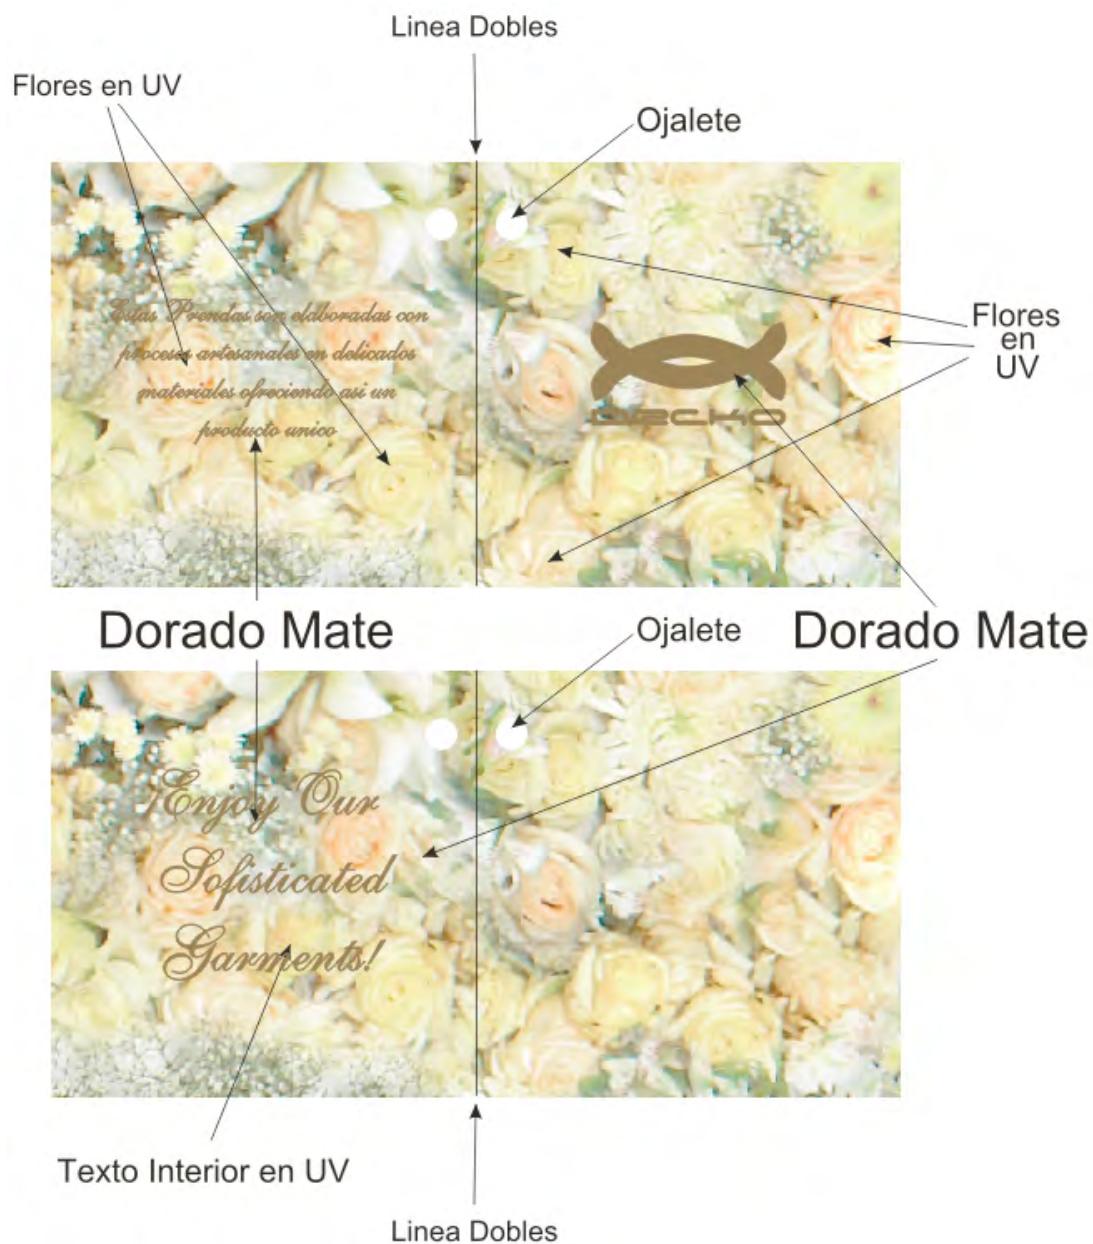 Linea Dobles
Flores en UV
Ojalete
Estas Prendas son elaboradas con
procesos artesanales en delicados
materiales ofreciendo asi un
producto unico
Flores
en
UV
Dorado Mate
Ojalete
Dorado Mate
¡Enjoy Our
Sofisticated
Garments!
Texto Interior en UV
Linea Dobles